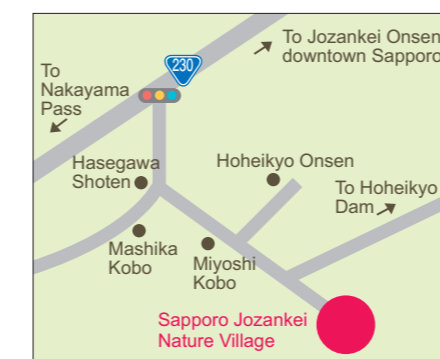 To Jozankei Onsen
downtown Sapporo
230
To
Nakayama
Pass
Hasegawa
Shoten
Hoheikyo Onsen
To Hoheikyo
Dam
Mashika
Kobo
Miyoshi
Kobo
Sapporo Jozankei
Nature Village